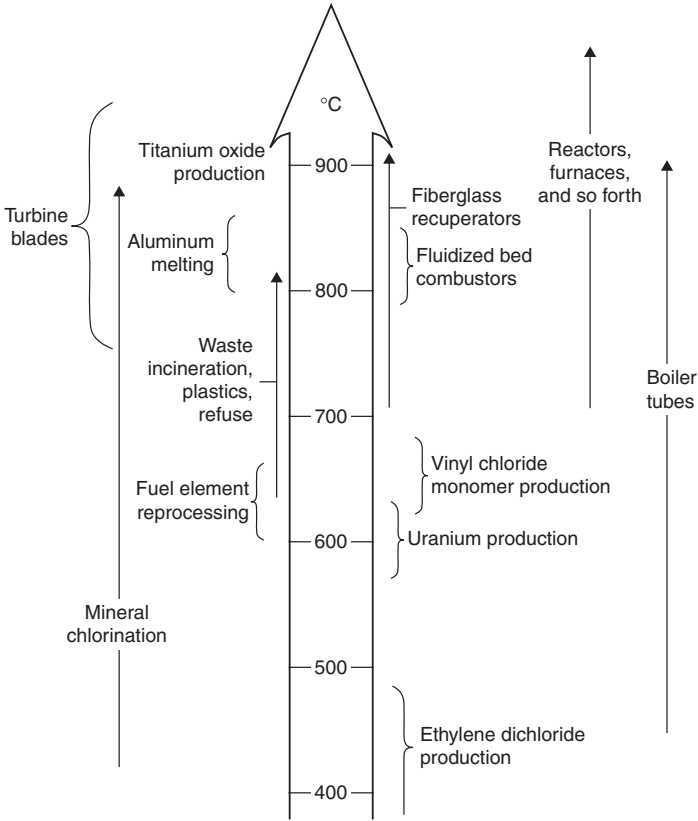 °C
Titanium oxide
production
900
Reactors,
furnaces,
and so forth
Turbine
blades
Fiberglass
recuperators
Aluminum
melting
Fluidized bed
combustors
800
Waste
incineration,
plastics,
refuse
Boiler
tubes
700
Vinyl chloride
monomer production
Fuel element
reprocessing
600
Uranium production
Mineral
chlorination
500
Ethylene dichloride
production
400